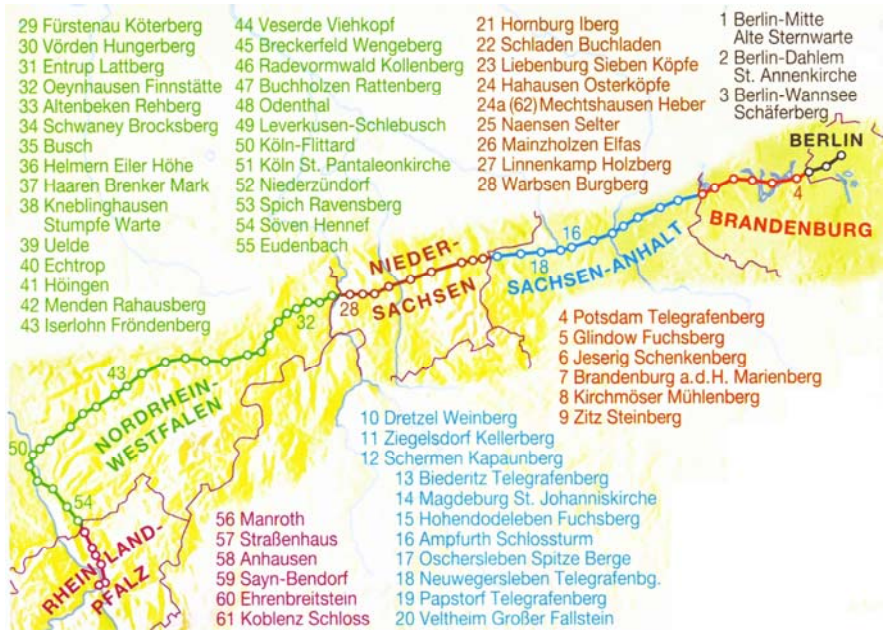 29 Fürstenau Köterberg
30 Vörden Hungerberg
31 Entrup Lattberg
32 Oeynhausen Finnstätte
33 Altenbeken Rehberg
34 Schwaney Brocksberg
35 Busch
36 Helmern Eiler Höhe
37 Haaren Brenker Mark
38 Kneblinghausen
Stumpfe Warte
39 Uelde
40 Echtrop
41 Höingen
42 Menden Rahausberg
43 Iserlohn Fröndenberg
44 Veserde Viehkopf
45 Breckerfeld Wengeberg
46 Radevormwald Kollenberg
47 Buchholzen Rattenberg
48 Odenthal
49 Leverkusen-Schlebusch
50 Köln-Flittard
51 Köln St. Pantaleonkirche
52 Niederzündorf
53 Spich Ravensberg
54 Söven Hennef
55 Eudenbach
21 Hornburg Iberg
22 Schladen Buchladen
23 Liebenburg Sieben Köpfe
24 Hahausen Osterköpfe
24a (62) Mechtshausen Heber
25 Naensen Selter
26 Mainzholzen Elfas
27 Linnenkamp Holzberg
28 Warbsen Burgberg
1 Berlin-Mitte
Alte Sternwarte
2 Berlin-Dahlem
St. Annenkirche
3 Berlin-Wannsee
Schäferberg
BERLIN
4
BRANDENBURG
16
18
SACHSEN-ANHALT
NIEDER-
SACHSEN
28
32
43
NORDRHEIN-
WESTFALEN
50
54
RHEINLAND-
PFALZ
4 Potsdam Telegrafenberg
5 Glindow Fuchsberg
6 Jeserig Schenkenberg
7 Brandenburg a.d.H. Marienberg
8 Kirchmöser Mühlenberg
9 Zitz Steinberg
10 Dretzel Weinberg
11 Ziegelsdorf Kellerberg
12 Schermen Kapaunberg
13 Biederitz Telegrafenberg
14 Magdeburg St. Johanniskirche
15 Hohendodeleben Fuchsberg
16 Ampfurth Schlossturm
17 Oschersleben Spitze Berge
18 Neuwegersleben Telegrafenbg.
19 Papstorf Telegrafenberg
20 Veltheim Großer Fallstein
56 Manroth
57 Straßenhaus
58 Anhausen
59 Sayn-Bendorf
60 Ehrenbreitstein
61 Koblenz Schloss